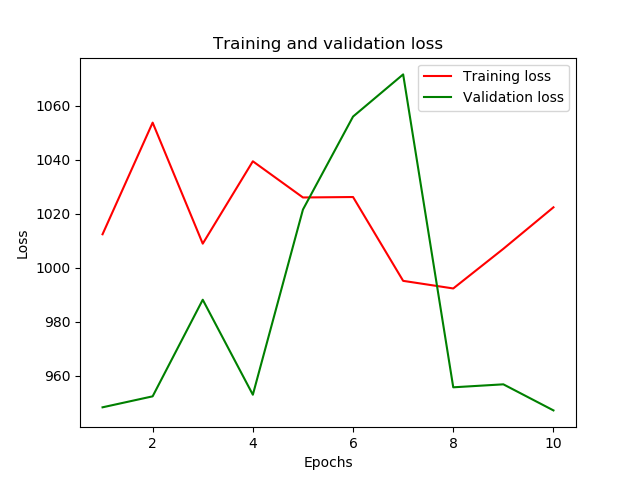 Training and validation loss
Training loss
Validation loss
1060
1040
1020
1000
980
960
Loss
2
4
6
8
10
Epochs